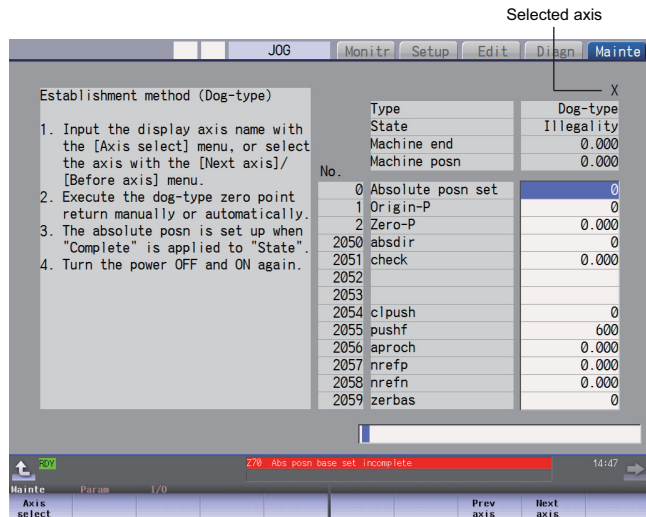 Selected axis
JOG Monitr Setup Edit Diagn Mainte
X
Establishment method (Dog-type)
1. Input the display axis name with
the [Axis select] menu, or select
the axis with the [Next axis]/
[Before axis] menu.
2. Execute the dog-type zero point
return manually or automatically.
3. The absolute posn is set up when
"Complete" is applied to "State".
4. Turn the power OFF and ON again.
Type Dog-type
State Illegality
Machine end 0.000
Machine posn 0.000
No.
0 Absolute posn set 0
1 Origin-P 0
2 Zero-P 0.000
2050 absdir 0
2051 check 0.000
2052
2053
2054 clpush 0
2055 pushf 600
2056 aproch 0.000
2057 nrefp 0.000
2058 nrefn 0.000
2059 zerbas 0
RDY Z70 Abs posn base set incomplete 14:47
Mainte Param I/O
Axis select Prev axis Next axis